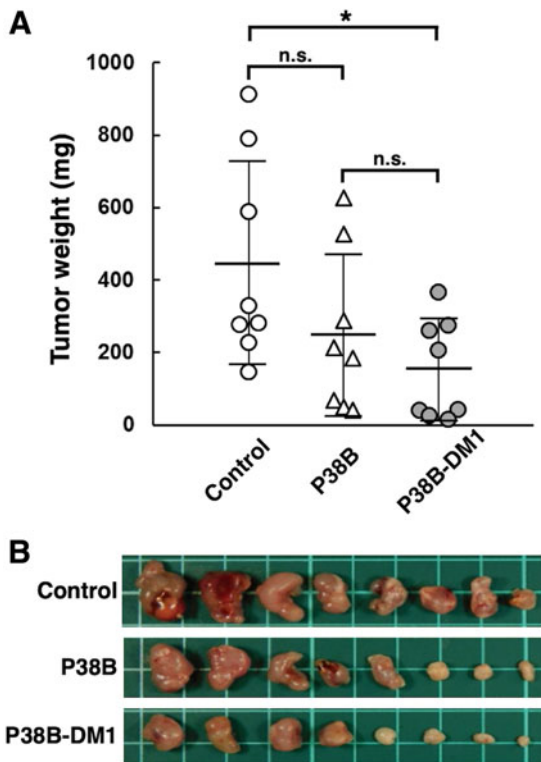 A
*
n.s.
n.s.
Tumor weight (mg)
1000
800
600
400
200
0
Control
P38B
P38B-DM1
B
Control
P38B
P38B-DM1